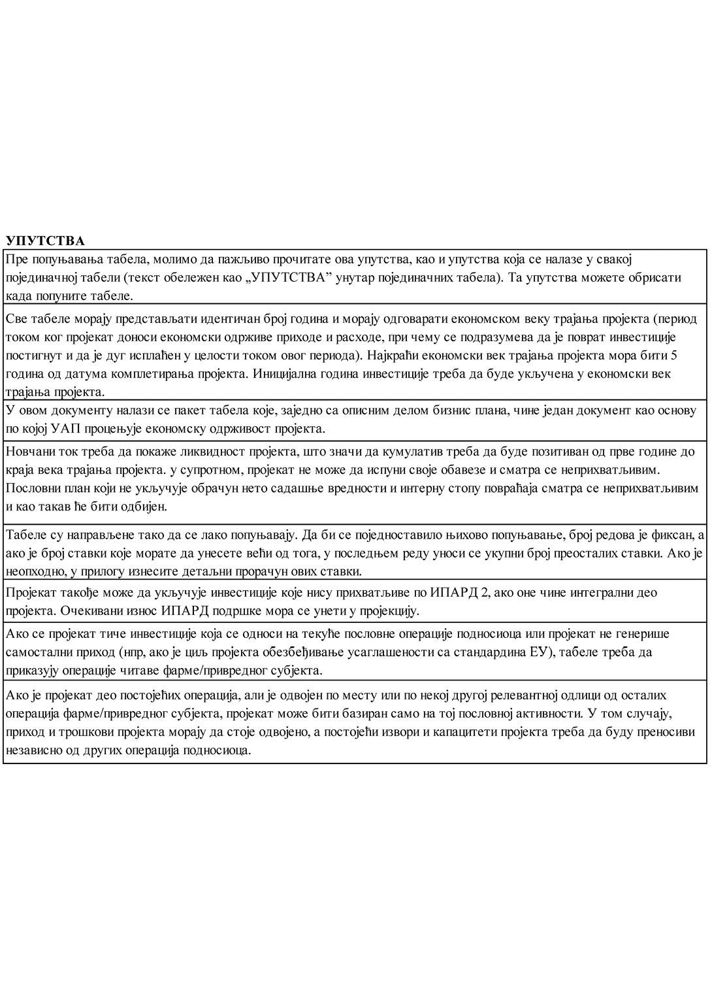 УПУТСТВА
Пре попуњавања табела, молимо да пажљиво прочитате ова упутства, као и упутства која се налазе у свакој
појединачној табели (текст обележен као „УПУТСТВА” унутар појединачних табела). Та упутства можете обрисати
када попуните табеле.
Све табеле морају представљати идентичан број година и морају одговарати економском веку трајања пројекта (период
током ког пројекат доноси економски одрживе приходе и расходе, при чему се подразумева да је поврат инвестиције
постигнут и да је дуг исплаћен у целости током овог периода). Најкраћи економски век трајања пројекта мора бити 5
година од датума комплетирања пројекта. Иницијална година инвестиције треба да буде укључена у економски век
трајања пројекта.
У овом документу налази се пакет табела које, заједно са описним делом бизнис плана, чине један документ као основу
по којој УАП процењује економску одрживост пројекта.
Новчани ток треба да покаже ликвидност пројекта, што значи да кумулатив треба да буде позитиван од прве године до
краја века трајања пројекта. у супротном, пројекат не може да испуни своје обавезе и сматра се неприхватљивим.
Пословни план који не укључује обрачун нето садашње вредности и интерну стопу повраћаја сматра се неприхватљивим
и као такав ће бити одбијен.
Табеле су направљене тако да се лако попуњавају. Да би се поједноставило њихово попуњавање, број редова је фиксан, а
ако је број ставки које морате да унесете већи од тога, у последњем реду уноси се укупни број преосталих ставки. Ако је
неопходно, у прилогу изнесите детаљни прорачун ових ставки.
Пројекат такође може да укључује инвестиције које нису прихватљиве по ИПАРД 2, ако оне чине интегрални део
пројекта. Очекивани износ ИПАРД подршке мора се унети у пројекцију.
Ако се пројекат тиче инвестиције која се односи на текуће пословне операције подносиоца или пројекат не генерише
самостални приход (нпр, ако је циљ пројекта обезбеђивање усаглашености са стандардина ЕУ), табеле треба да
приказују операције читаве фарме/привредног субјекта.
Ако је пројекат део постојећих операција, али је одвојен по месту или по некој другој релевантној одлици од осталих
операција фарме/привредног субјекта, пројекат може бити базиран само на тој пословној активности. У том случају,
приход и трошкови пројекта морају да стоје одвојено, а постојећи извори и капацитети пројекта треба да буду преносиви
независно од других операција подносиоца.